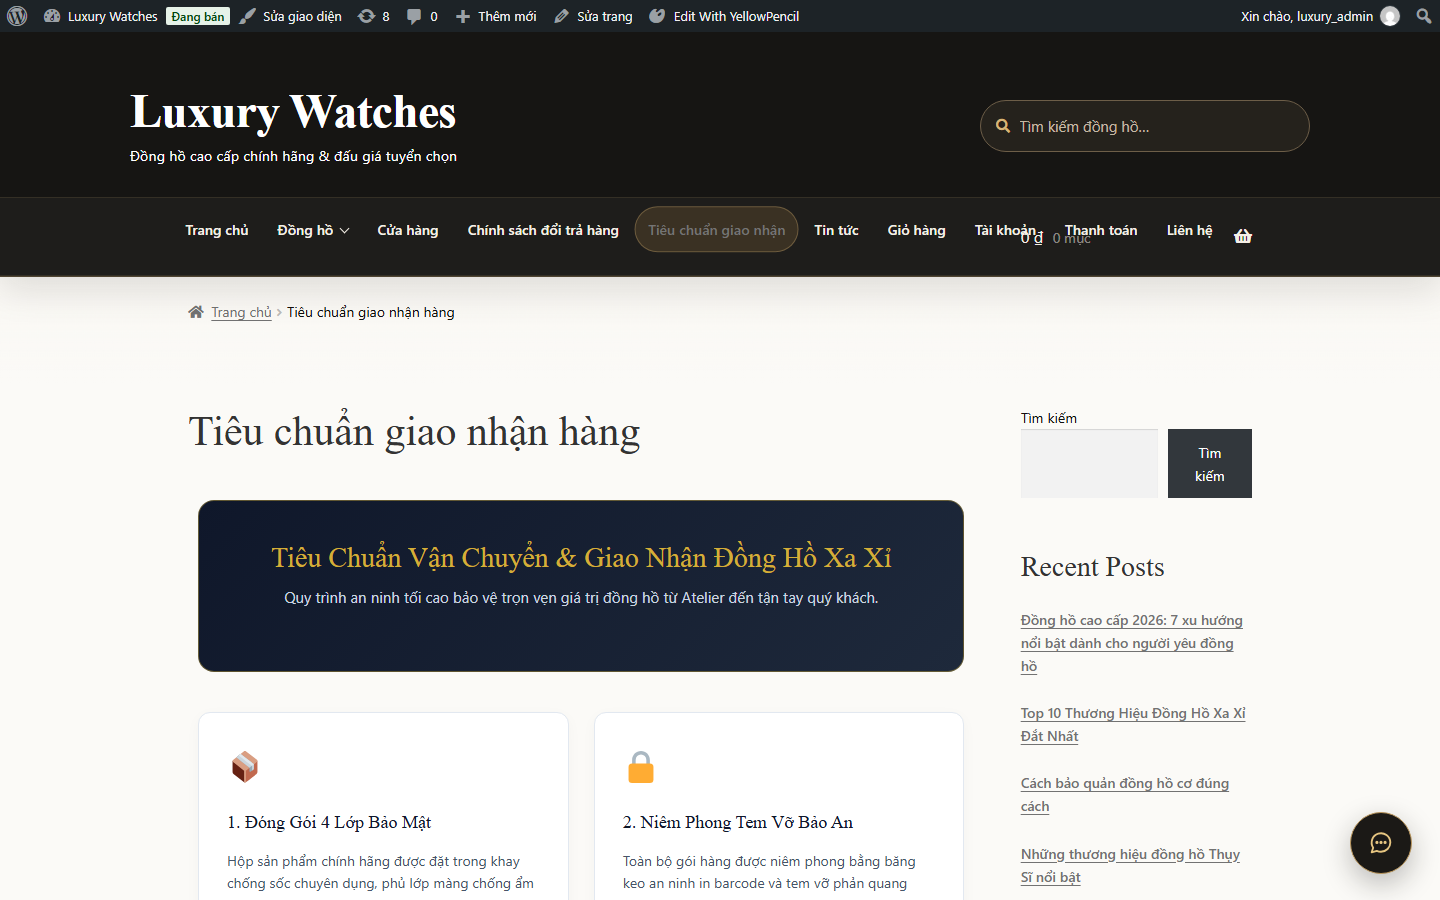 Luxury Watches Đang bán Sửa giao diện 8 0 Thêm mới Sửa trang Edit With YellowPencil Xin chào, luxury_admin
Luxury Watches
Đồng hồ cao cấp chính hãng & đấu giá tuyển chọn
Tìm kiếm đồng hồ...
Trang chủ Đồng hồ Cửa hàng Chính sách đổi trả hàng Tiêu chuẩn giao nhận Tin tức Giỏ hàng Tài khoản Thanh toán Liên hệ
0 ₫ 0 mục
Trang chủ Tiêu chuẩn giao nhận hàng
Tiêu chuẩn giao nhận hàng
Tiêu Chuẩn Vận Chuyển & Giao Nhận Đồng Hồ Xa Xỉ
Quy trình an ninh tối cao bảo vệ trọn vẹn giá trị đồng hồ từ Atelier đến tận tay quý khách.
1. Đóng Gói 4 Lớp Bảo Mật
Hộp sản phẩm chính hãng được đặt trong khay
chống sốc chuyên dụng, phủ lớp màng chống ẩm
2. Niêm Phong Tem Vỡ Bảo An
Toàn bộ gói hàng được niêm phong bằng băng
keo an ninh in barcode và tem vỡ phản quang
Tìm kiếm
Tìm
kiếm
Recent Posts
Đồng hồ cao cấp 2026: 7 xu hướng
nổi bật dành cho người yêu đồng
hồ
Top 10 Thương Hiệu Đồng Hồ Xa Xỉ
Đắt Nhất
Cách bảo quản đồng hồ cơ đúng
cách
Những thương hiệu đồng hồ Thụy
Sĩ nổi bật